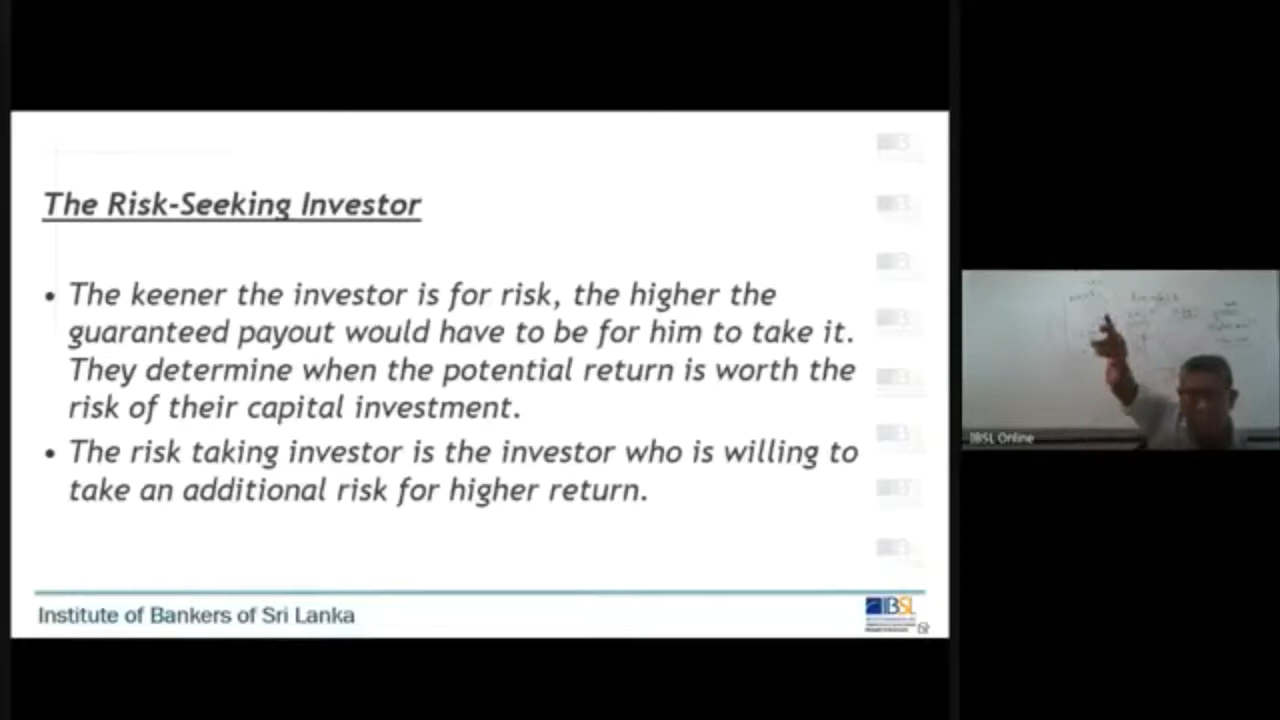 The Risk-Seeking Investor
• The keener the investor is for risk, the higher the
guaranteed payout would have to be for him to take it.
They determine when the potential return is worth the
risk of their capital investment.
• The risk taking investor is the investor who is willing to
take an additional risk for higher return.
Institute of Bankers of Sri Lanka
IBSL
IBSL Online